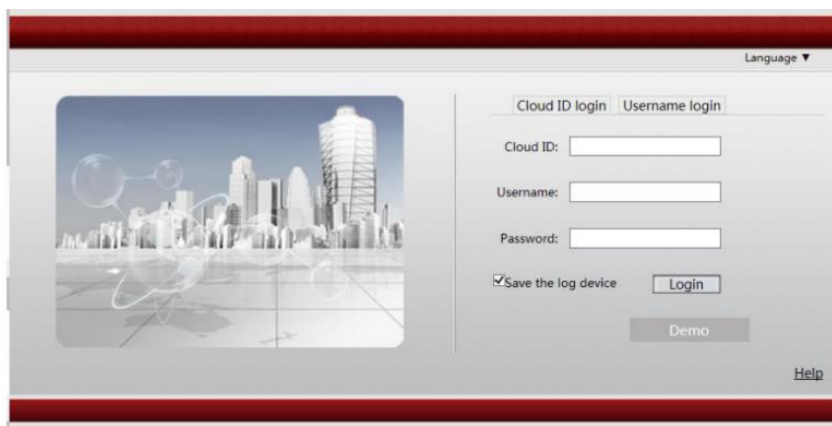 Language ▼
Cloud ID login Username login
Cloud ID:
Username:
Password:
Save the log device Login
Demo
Help